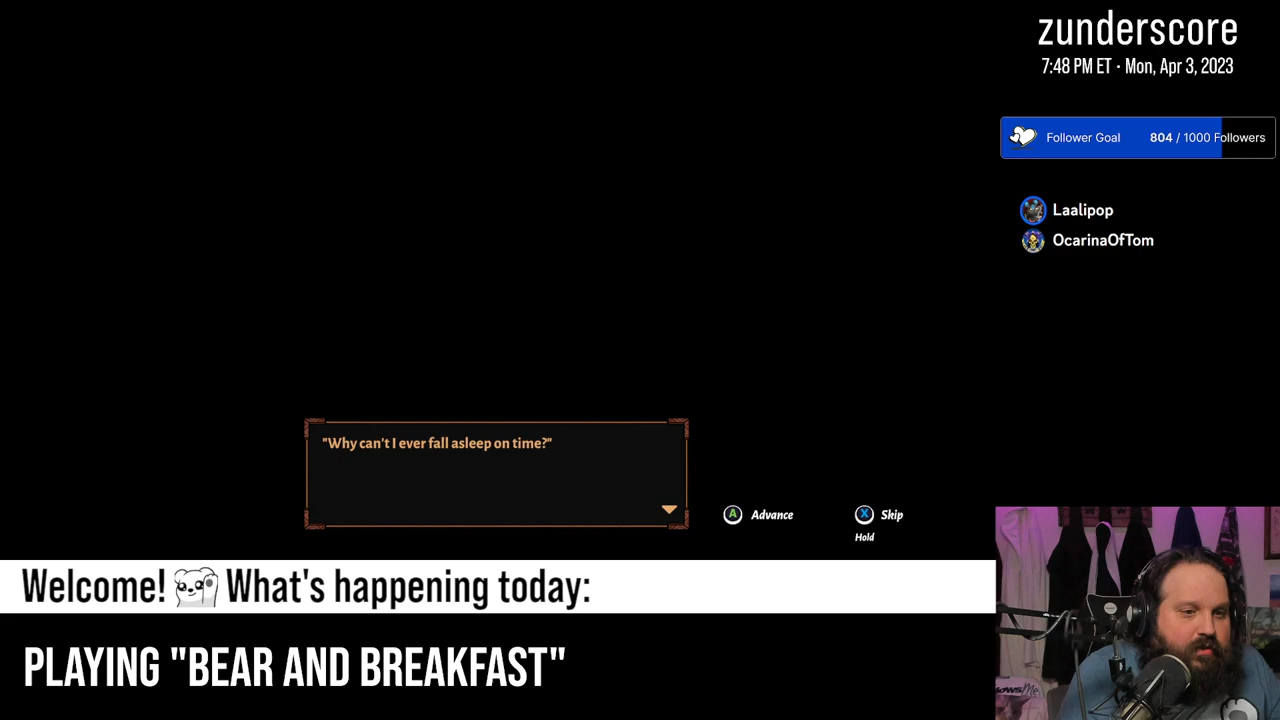 zunderscore
7:48 PM ET · Mon, Apr 3, 2023
Follower Goal 804 / 1000 Followers
Laalipop
OcarinaOfTom
"Why can't I ever fall asleep on time?"
A Advance
X Skip
Hold
Welcome! What's happening today:
PLAYING "BEAR AND BREAKFAST"